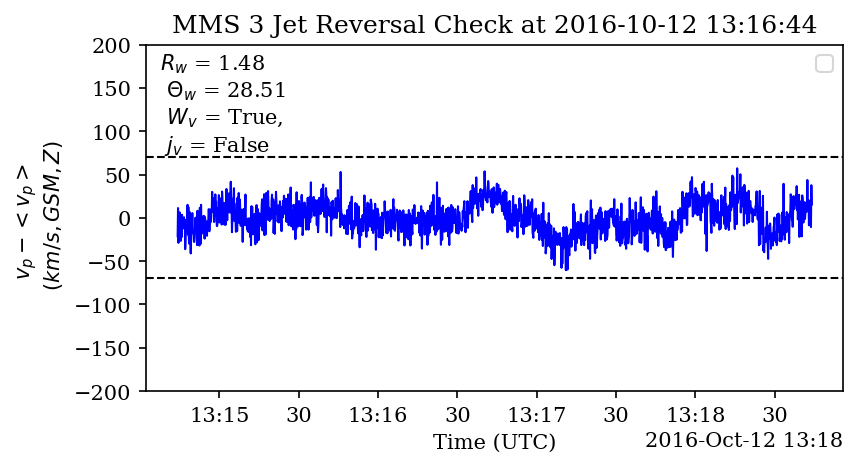 MMS 3 Jet Reversal Check at 2016-10-12 13:16:44
200
150
100
50
0
−50
−100
−150
−200
v_p − < v_p >
(km/s, GSM, Z)
R_w = 1.48
Θ_w = 28.51
W_v = True,
j_v = False
13:15 30 13:16 30 13:17 30 13:18 30
Time (UTC)
2016-Oct-12 13:18